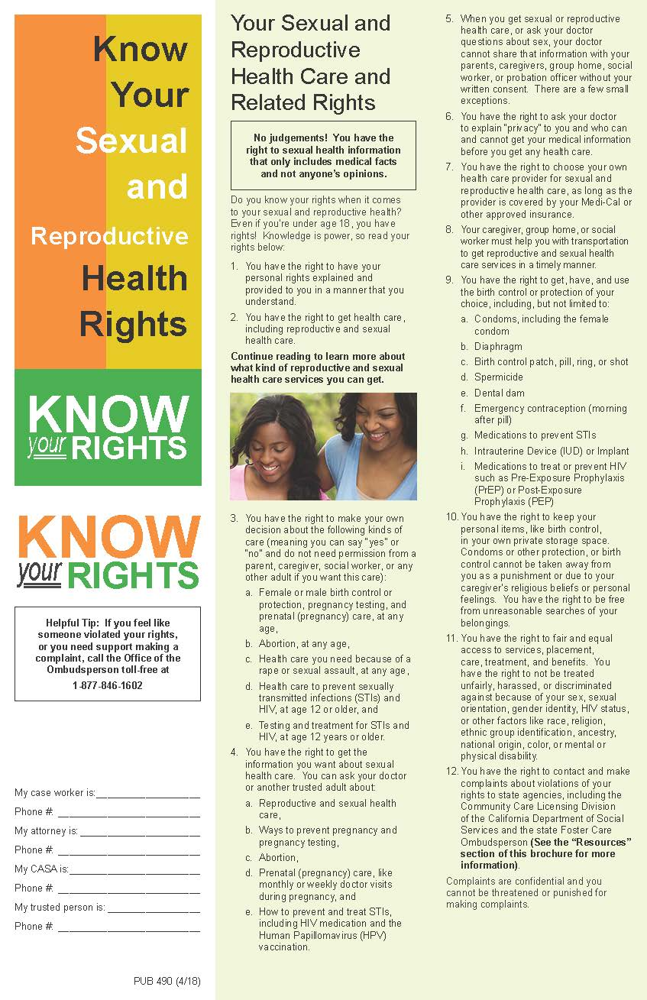 Know
Your
Sexual
and
Reproductive
Health
Rights
KNOW
your RIGHTS
KNOW
your RIGHTS
Helpful Tip:  If you feel like
someone violated your rights,
or you need support making a
complaint, call the Office of the
Ombudsperson toll-free at
1-877-846-1602
My case worker is:__________________
Phone #: ________________________
My attorney is: ____________________
Phone #: ________________________
My CASA is:______________________
Phone #: ________________________
My trusted person is: ________________
Phone #: ________________________
PUB 490 (4/18)
Your Sexual and
Reproductive
Health Care and
Related Rights
No judgements!  You have the
right to sexual health information
that only includes medical facts
and not anyone's opinions.
Do you know your rights when it comes
to your sexual and reproductive health?
Even if you're under age 18, you have
rights!  Knowledge is power, so read your
rights below:
1. You have the right to have your
personal rights explained and
provided to you in a manner that you
understand.
2. You have the right to get health care,
including reproductive and sexual
health care.
Continue reading to learn more about
what kind of reproductive and sexual
health care services you can get.
3. You have the right to make your own
decision about the following kinds of
care (meaning you can say "yes" or
"no" and do not need permission from a
parent, caregiver, social worker, or any
other adult if you want this care):
a. Female or male birth control or
protection, pregnancy testing, and
prenatal (pregnancy) care, at any
age,
b. Abortion, at any age,
c. Health care you need because of a
rape or sexual assault, at any age,
d. Health care to prevent sexually
transmitted infections (STIs) and
HIV, at age 12 or older, and
e. Testing and treatment for STIs and
HIV, at age 12 years or older.
4. You have the right to get the
information you want about sexual
health care.  You can ask your doctor
or another trusted adult about:
a. Reproductive and sexual health
care,
b. Ways to prevent pregnancy and
pregnancy testing,
c. Abortion,
d. Prenatal (pregnancy) care, like
monthly or weekly doctor visits
during pregnancy, and
e. How to prevent and treat STIs,
including HIV medication and the
Human Papillomavirus (HPV)
vaccination.
5. When you get sexual or reproductive
health care, or ask your doctor
questions about sex, your doctor
cannot share that information with your
parents, caregivers, group home, social
worker, or probation officer without your
written consent.  There are a few small
exceptions.
6. You have the right to ask your doctor
to explain "privacy" to you and who can
and cannot get your medical information
before you get any health care.
7. You have the right to choose your own
health care provider for sexual and
reproductive health care, as long as the
provider is covered by your Medi-Cal or
other approved insurance.
8. Your caregiver, group home, or social
worker must help you with transportation
to get reproductive and sexual health
care services in a timely manner.
9. You have the right to get, have, and use
the birth control or protection of your
choice, including, but not limited to:
a. Condoms, including the female
condom
b. Diaphragm
c. Birth control patch, pill, ring, or shot
d. Spermicide
e. Dental dam
f. Emergency contraception (morning
after pill)
g. Medications to prevent STIs
h. Intrauterine Device (IUD) or Implant
i. Medications to treat or prevent HIV
such as Pre-Exposure Prophylaxis
(PrEP) or Post-Exposure
Prophylaxis (PEP)
10. You have the right to keep your
personal items, like birth control,
in your own private storage space.
Condoms or other protection, or birth
control cannot be taken away from
you as a punishment or due to your
caregiver's religious beliefs or personal
feelings.  You have the right to be free
from unreasonable searches of your
belongings.
11. You have the right to fair and equal
access to services, placement,
care, treatment, and benefits.  You
have the right to not be treated
unfairly, harassed, or discriminated
against because of your sex, sexual
orientation, gender identity, HIV status,
or other factors like race, religion,
ethnic group identification, ancestry,
national origin, color, or mental or
physical disability.
12. You have the right to contact and make
complaints about violations of your
rights to state agencies, including the
Community Care Licensing Division
of the California Department of Social
Services and the state Foster Care
Ombudsperson (See the "Resources"
section of this brochure for more
information).
Complaints are confidential and you
cannot be threatened or punished for
making complaints.